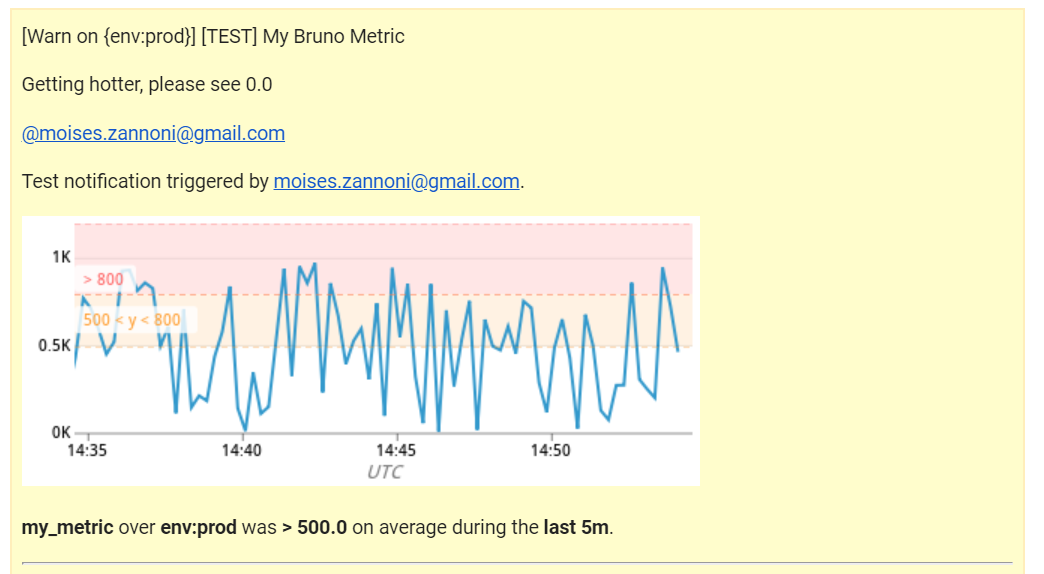 [Warn on {env:prod}] [TEST] My Bruno Metric
Getting hotter, please see 0.0
@moises.zannoni@gmail.com
Test notification triggered by moises.zannoni@gmail.com.
1K
> 800
500 < y < 800
0.5K
0K
14:35 14:40 14:45 14:50
UTC
my_metric over env:prod was > 500.0 on average during the last 5m.